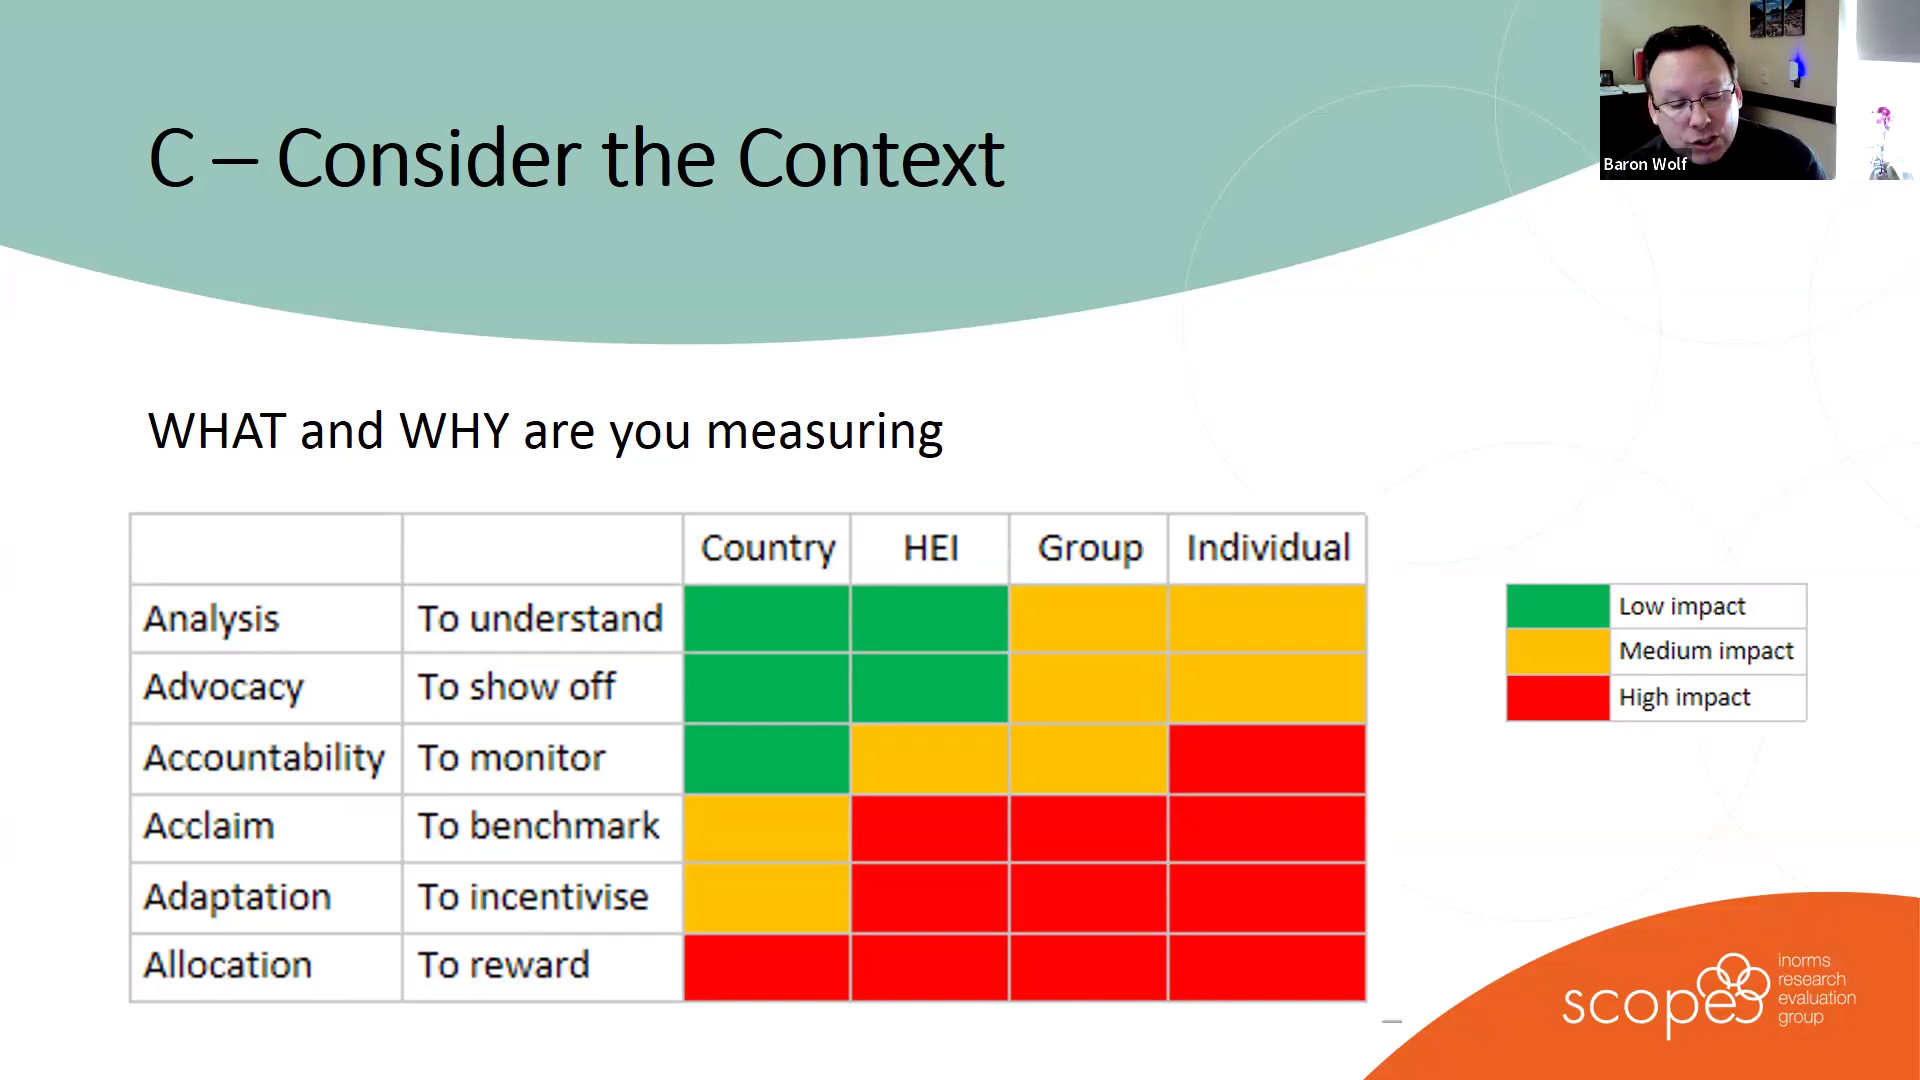 C – Consider the Context
Baron Wolf
WHAT and WHY are you measuring
Country HEI Group Individual
Analysis To understand
Advocacy To show off
Accountability To monitor
Acclaim To benchmark
Adaptation To incentivise
Allocation To reward
Low impact
Medium impact
High impact
scope
inorms
research
evaluation
group